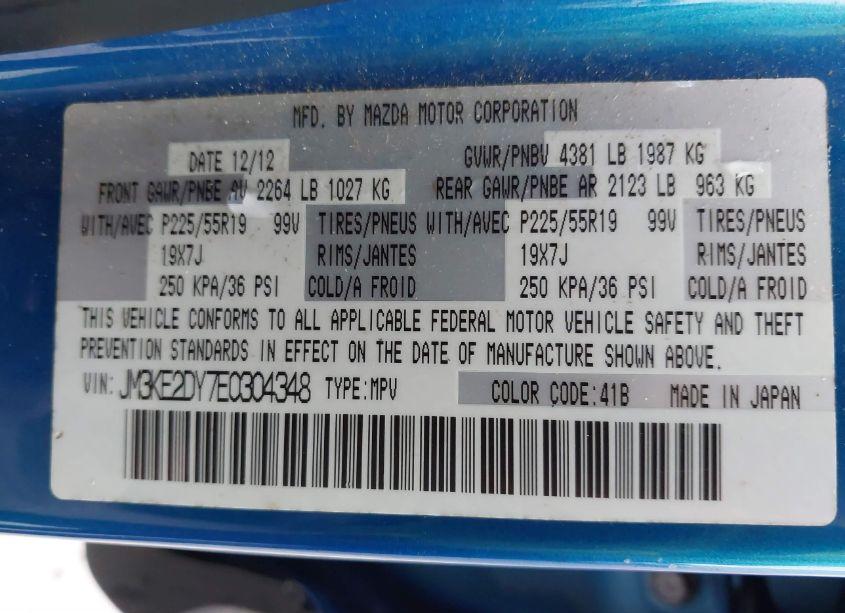 MFD. BY MAZDA MOTOR CORPORATION
DATE 12/12 GVWR/PNBV 4381 LB 1987 KG
FRONT GAWR/PNBE AV 2264 LB 1027 KG REAR GAWR/PNBE AR 2123 LB 963 KG
WITH/AVEC P225/55R19 99V TIRES/PNEUS WITH/AVEC P225/55R19 99V TIRES/PNEUS
19X7J RIMS/JANTES 19X7J RIMS/JANTES
250 KPA/36 PSI COLD/A FROID 250 KPA/36 PSI COLD/A FROID
THIS VEHICLE CONFORMS TO ALL APPLICABLE FEDERAL MOTOR VEHICLE SAFETY AND THEFT
PREVENTION STANDARDS IN EFFECT ON THE DATE OF MANUFACTURE SHOWN ABOVE.
VIN: JM3KE2DY7E0304348 TYPE:MPV COLOR CODE:41B MADE IN JAPAN